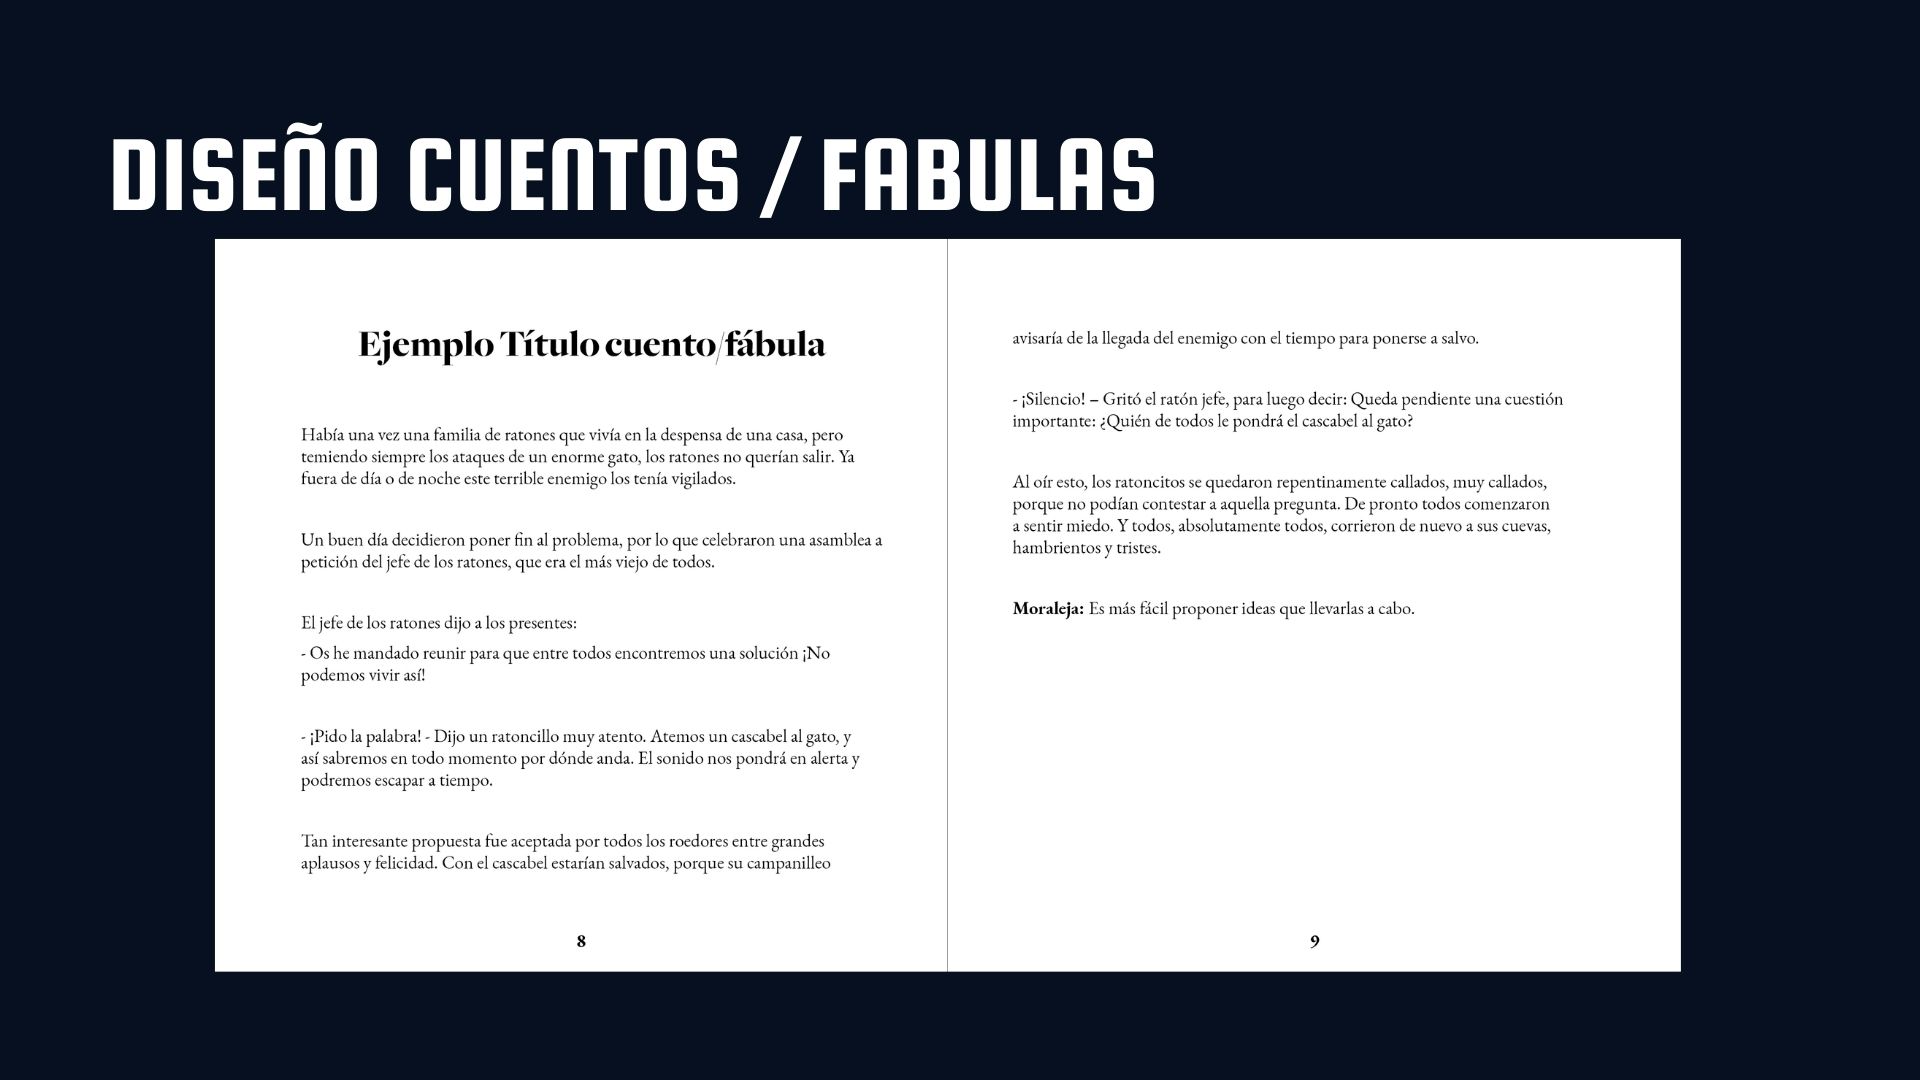 DISEÑO CUENTOS / FABULAS
Ejemplo Título cuento/fábula
Había una vez una familia de ratones que vivía en la despensa de una casa, pero
temiendo siempre los ataques de un enorme gato, los ratones no querían salir. Ya
fuera de día o de noche este terrible enemigo los tenía vigilados.
Un buen día decidieron poner fin al problema, por lo que celebraron una asamblea a
petición del jefe de los ratones, que era el más viejo de todos.
El jefe de los ratones dijo a los presentes:
- Os he mandado reunir para que entre todos encontremos una solución ¡No
podemos vivir así!
- ¡Pido la palabra! - Dijo un ratoncillo muy atento. Atemos un cascabel al gato, y
así sabremos en todo momento por dónde anda. El sonido nos pondrá en alerta y
podremos escapar a tiempo.
Tan interesante propuesta fue aceptada por todos los roedores entre grandes
aplausos y felicidad. Con el cascabel estarían salvados, porque su campanilleo
8
avisaría de la llegada del enemigo con el tiempo para ponerse a salvo.
- ¡Silencio! – Gritó el ratón jefe, para luego decir: Queda pendiente una cuestión
importante: ¿Quién de todos le pondrá el cascabel al gato?
Al oír esto, los ratoncitos se quedaron repentinamente callados, muy callados,
porque no podían contestar a aquella pregunta. De pronto todos comenzaron
a sentir miedo. Y todos, absolutamente todos, corrieron de nuevo a sus cuevas,
hambrientos y tristes.
Moraleja: Es más fácil proponer ideas que llevarlas a cabo.
9